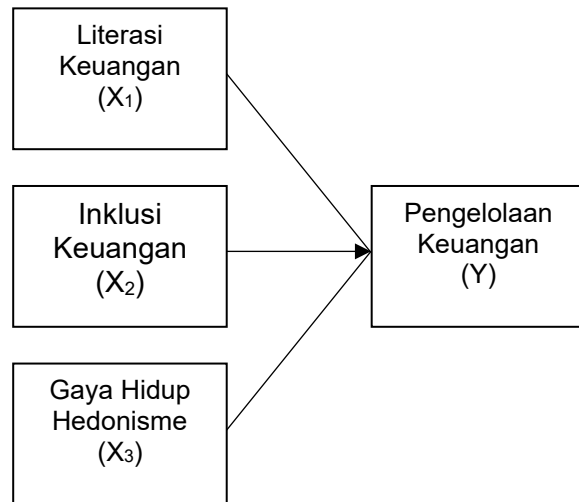 Literasi
Keuangan
(X₁)
Inklusi
Keuangan
(X₂)
Gaya Hidup
Hedonisme
(X₃)
Pengelolaan
Keuangan
(Y)